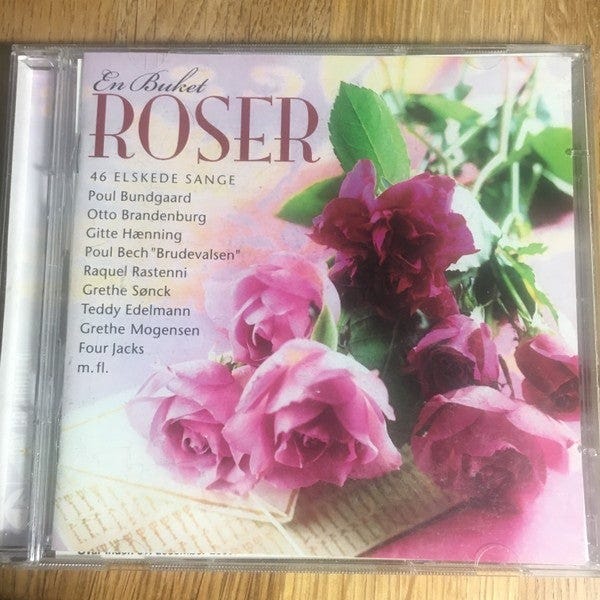 En Buket
ROSER
46 ELSKEDE SANGE
Poul Bundgaard
Otto Brandenburg
Gitte Hænning
Poul Bech "Brudevalsen"
Raquel Rastenni
Grethe Sønck
Teddy Edelmann
Grethe Mogensen
Four Jacks
m. fl.